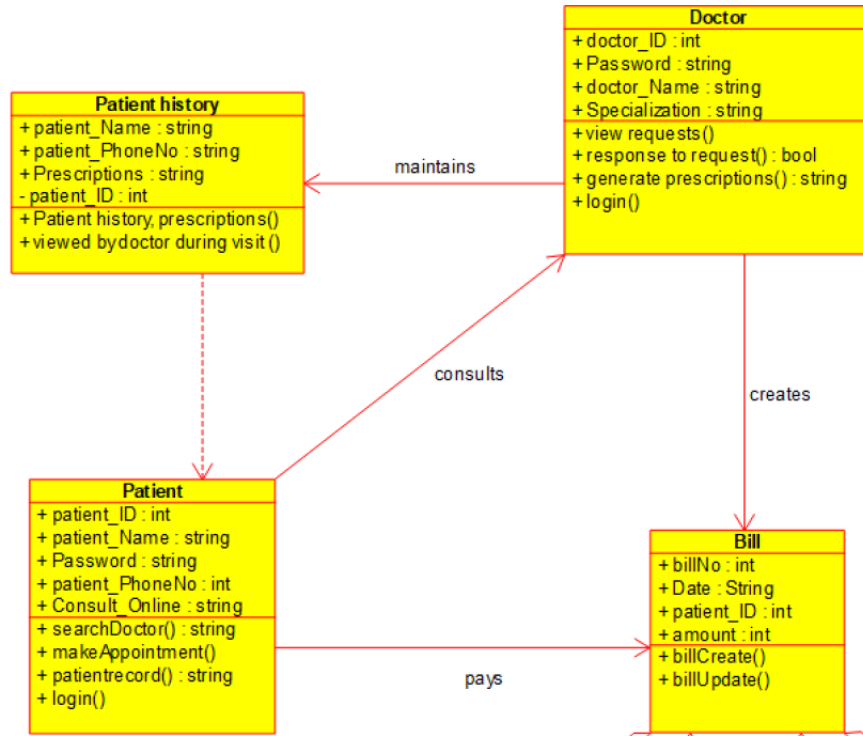 Doctor
+ doctor_ID : int
+ Password : string
+ doctor_Name : string
+ Specialization : string
+ view requests()
+ response to request() : bool
+ generate prescriptions() : string
+ login()
Patient history
+ patient_Name : string
+ patient_PhoneNo : string
+ Prescriptions : string
- patient_ID : int
+ Patient history, prescriptions()
+ viewed by doctor during visit ()
maintains
consults
creates
Patient
+ patient_ID : int
+ patient_Name : string
+ Password : string
+ patient_PhoneNo : int
+ Consult_Online : string
+ searchDoctor() : string
+ makeAppointment()
+ patientrecord() : string
+ login()
pays
Bill
+ billNo : int
+ Date : String
+ patient_ID : int
+ amount : int
+ billCreate()
+ billUpdate()